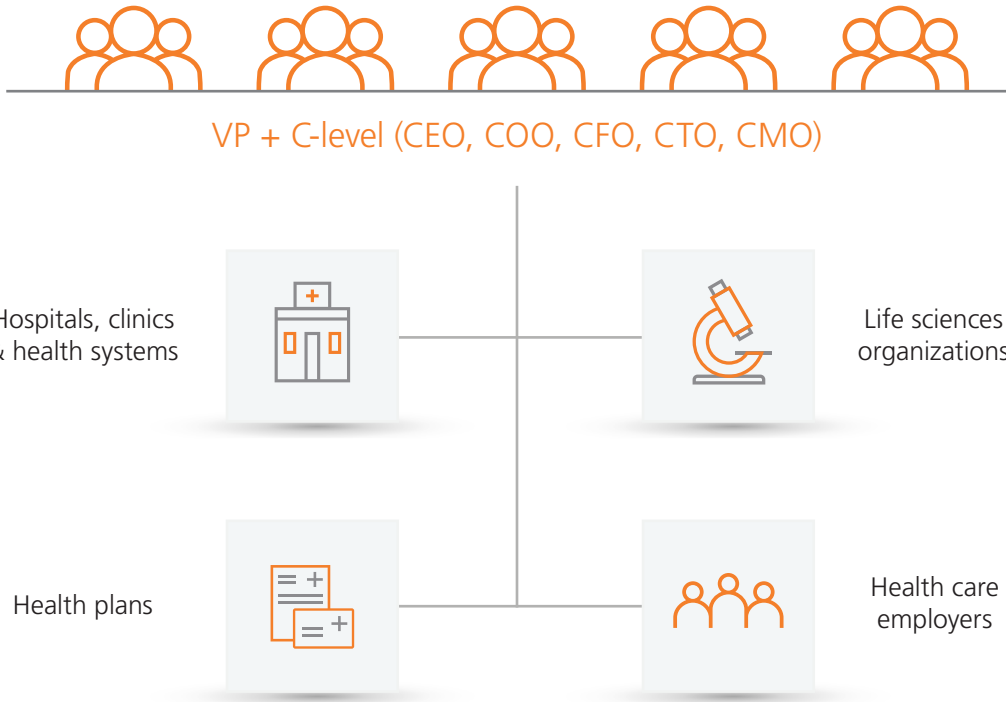 VP + C-level (CEO, COO, CFO, CTO, CMO)
Hospitals, clinics
& health systems
Life sciences
organizations
Health plans
Health care
employers